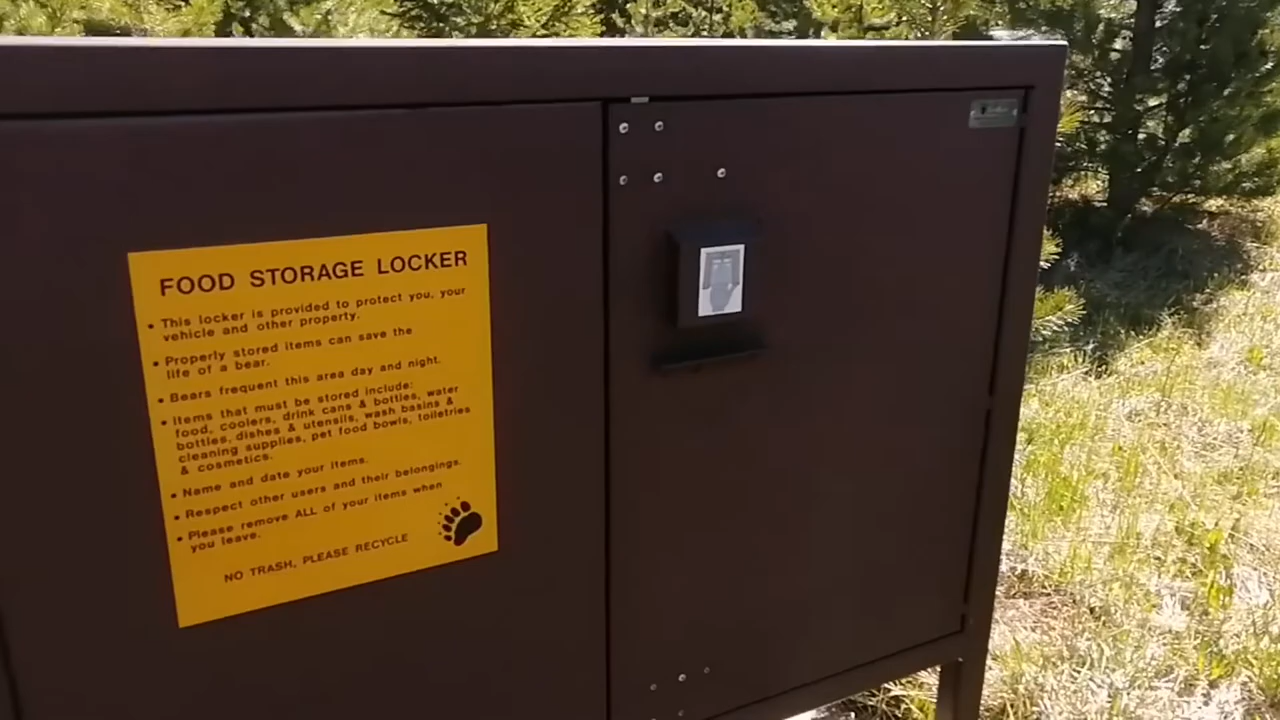 FOOD STORAGE LOCKER
• This locker is provided to protect you, your
vehicle and other property.
• Properly stored items can save the
life of a bear.
• Bears frequent this area day and night.
• Items that must be stored include:
food, coolers, drink cans & bottles, water
bottles, dishes & utensils, wash basins &
cleaning supplies, pet food bowls, toiletries
& cosmetics.
• Name and date your items.
• Respect other users and their belongings.
• Please remove ALL of your items when
you leave.
NO TRASH, PLEASE RECYCLE